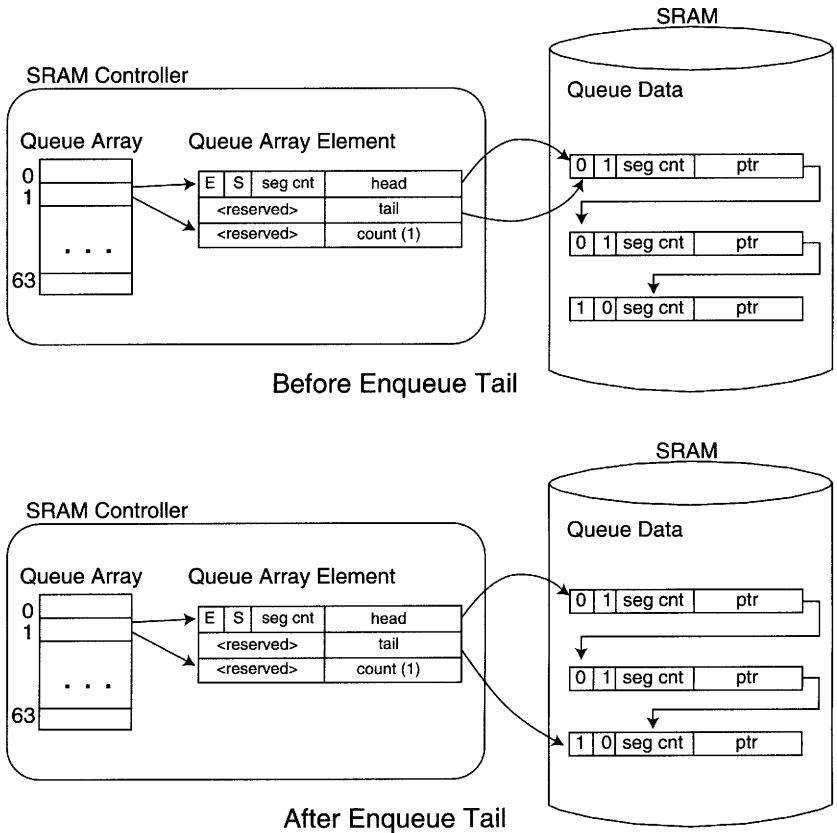 SRAM
SRAM Controller
Queue Data
Queue Array
Queue Array Element
0 1 seg cnt ptr
0
E S seg cnt head
1
<reserved> tail
<reserved> count (1)
0 1 seg cnt ptr
. . .
63
1 0 seg cnt ptr
Before Enqueue Tail
SRAM
SRAM Controller
Queue Data
Queue Array
Queue Array Element
0 1 seg cnt ptr
0
E S seg cnt head
1
<reserved> tail
<reserved> count (1)
0 1 seg cnt ptr
. . .
63
1 0 seg cnt ptr
After Enqueue Tail